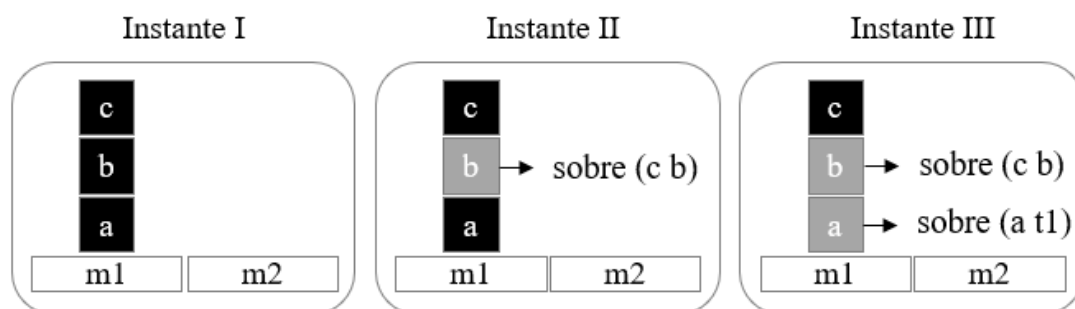 Instante I
Instante II
Instante III
c
b
a
m1 m2
c
b sobre (c b)
a
m1 m2
c
b sobre (c b)
a sobre (a t1)
m1 m2